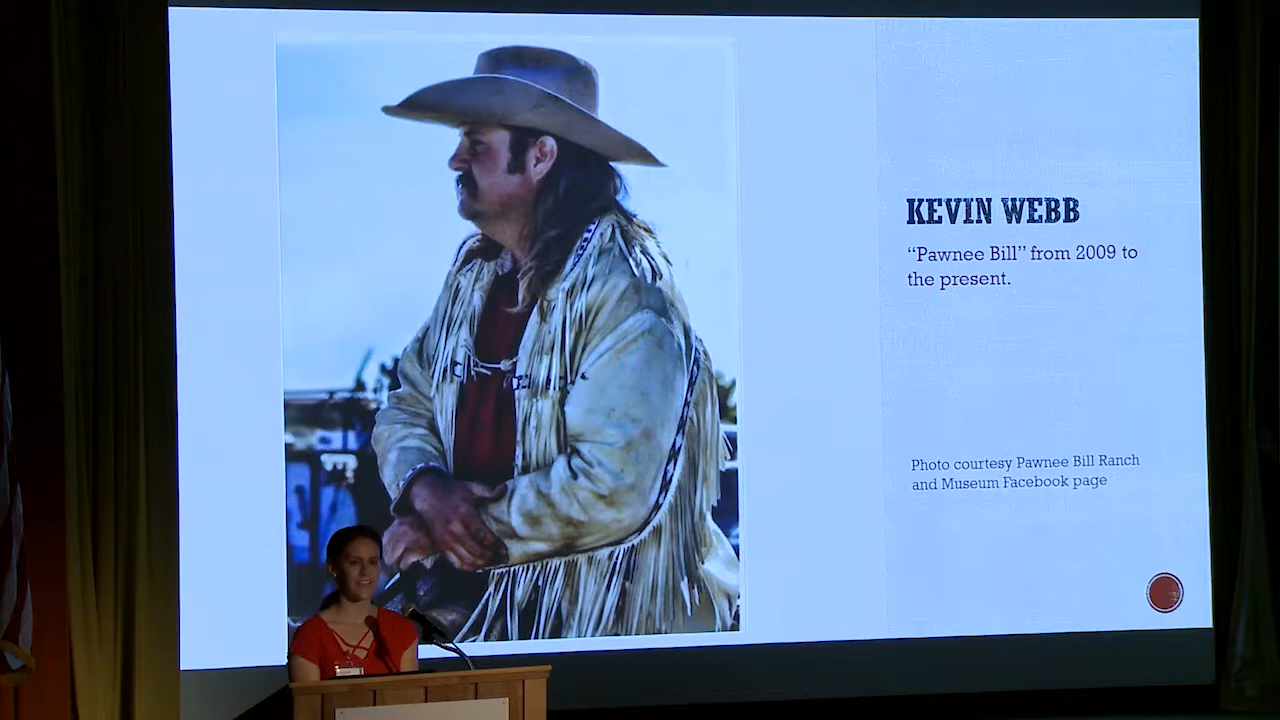 KEVIN WEBB
“Pawnee Bill” from 2009 to
the present.
Photo courtesy Pawnee Bill Ranch
and Museum Facebook page